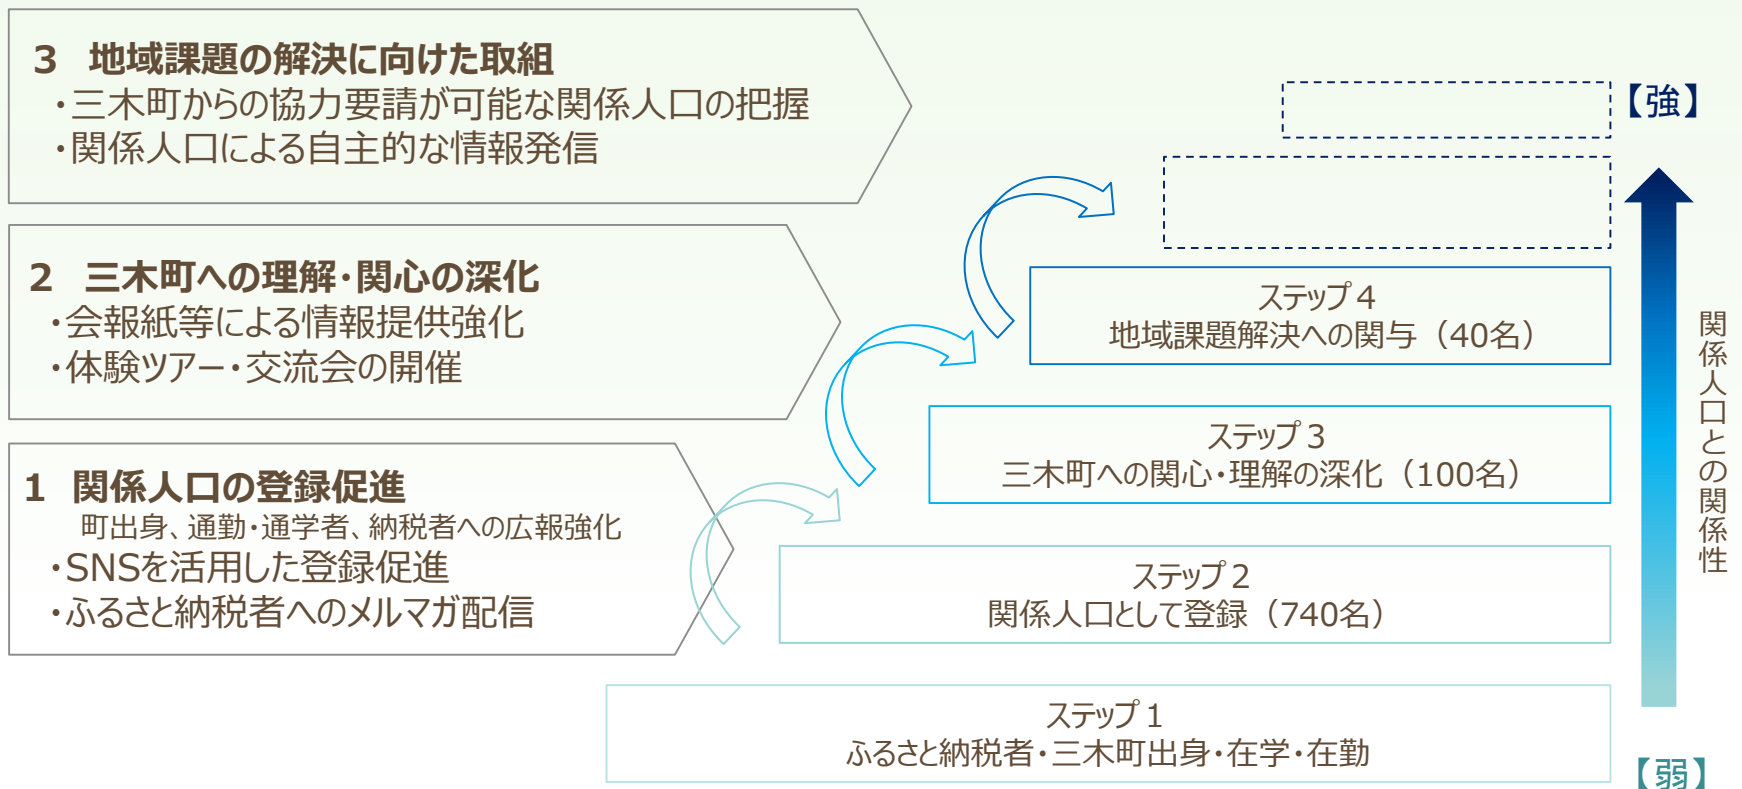 3 地域課題の解決に向けた取組
・三木町からの協力要請が可能な関係人口の把握
・関係人口による自主的な情報発信
2 三木町への理解・関心の深化
・会報紙等による情報提供強化
・体験ツアー・交流会の開催
1 関係人口の登録促進
町出身、通勤・通学者、納税者への広報強化
・SNSを活用した登録促進
・ふるさと納税者へのメルマガ配信
【強】
ステップ4
地域課題解決への関与（40名）
ステップ3
三木町への関心・理解の深化（100名）
ステップ2
関係人口として登録（740名）
ステップ1
ふるさと納税者・三木町出身・在学・在勤
関係人口との関係性
【弱】